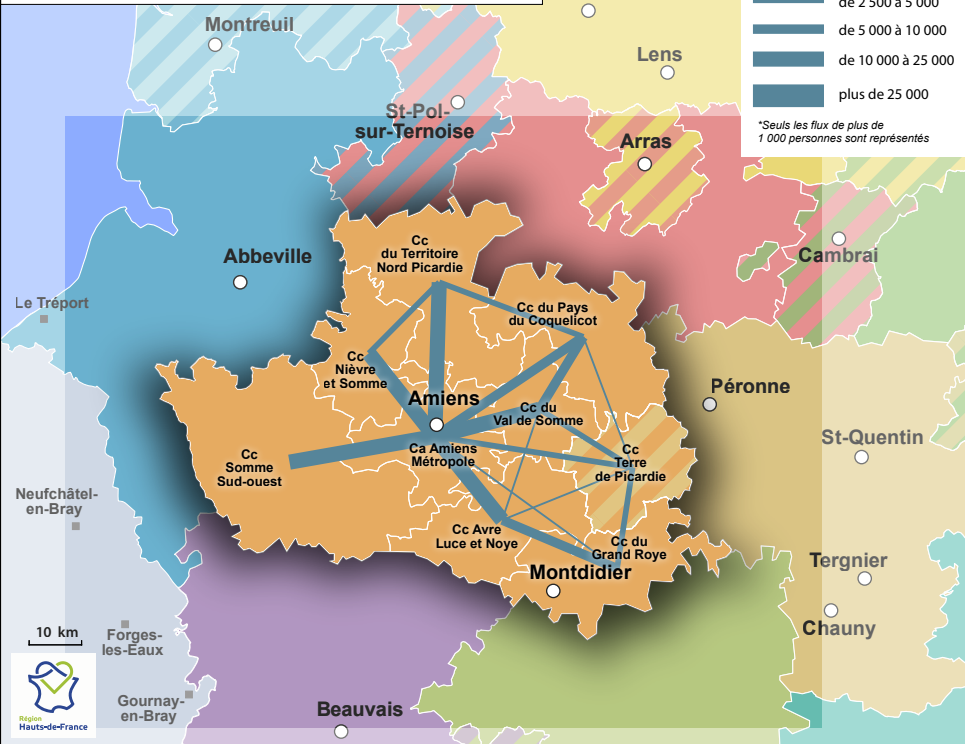 de 2 500 à 5 000
de 5 000 à 10 000
de 10 000 à 25 000
plus de 25 000
*Seuls les flux de plus de
1 000 personnes sont représentés
Montreuil
Lens
St-Pol-
sur-Ternoise
Arras
Cambrai
Abbeville
Le Tréport
Cc
du Territoire
Nord Picardie
Cc du Pays
du Coquelicot
Cc
Nièvre
et Somme
Amiens
Péronne
Cc du
Val de Somme
St-Quentin
Ca Amiens
Métropole
Cc
Terre
de Picardie
Cc
Somme
Sud-ouest
Neufchâtel-
en-Bray
Cc Avre
Luce et Noye
Cc du
Grand Roye
Montdidier
Tergnier
Chauny
10 km
Forges-
les-Eaux
Gournay-
en-Bray
Beauvais
Région
Hauts-de-France